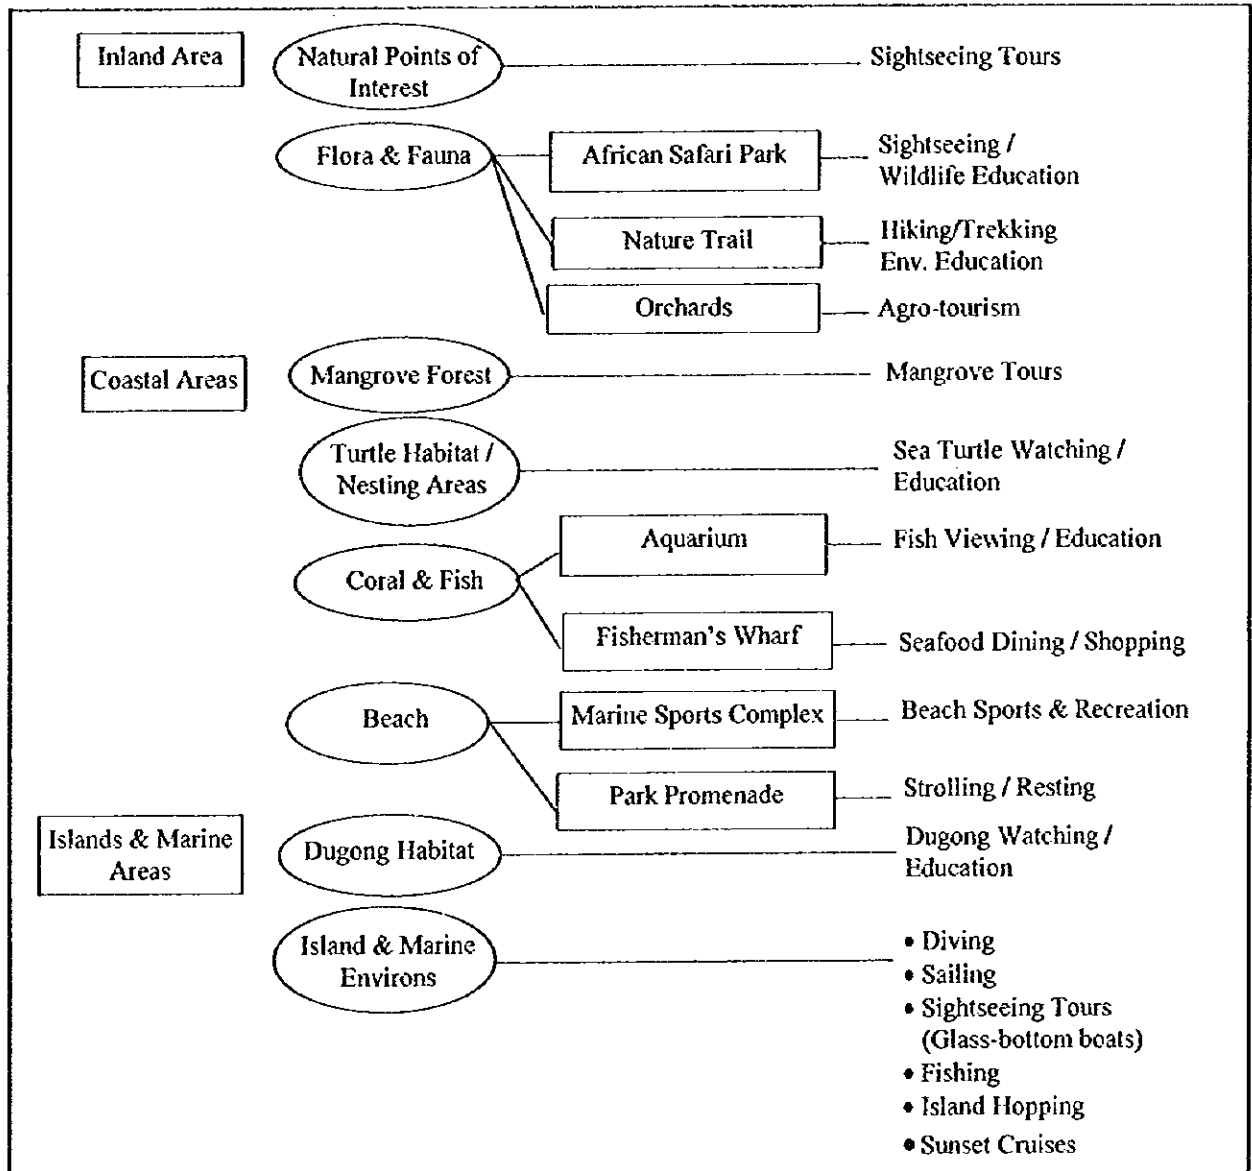 Inland Area
Natural Points of
Interest
Sightseeing Tours
Flora & Fauna
African Safari Park
Sightseeing /
Wildlife Education
Nature Trail
Hiking/Trekking
Env. Education
Orchards
Agro-tourism
Coastal Areas
Mangrove Forest
Mangrove Tours
Turtle Habitat /
Nesting Areas
Sea Turtle Watching /
Education
Coral & Fish
Aquarium
Fish Viewing / Education
Fisherman's Wharf
Seafood Dining / Shopping
Beach
Marine Sports Complex
Beach Sports & Recreation
Park Promenade
Strolling / Resting
Islands & Marine
Areas
Dugong Habitat
Dugong Watching /
Education
Island & Marine
Environs
• Diving
• Sailing
• Sightseeing Tours
(Glass-bottom boats)
• Fishing
• Island Hopping
• Sunset Cruises